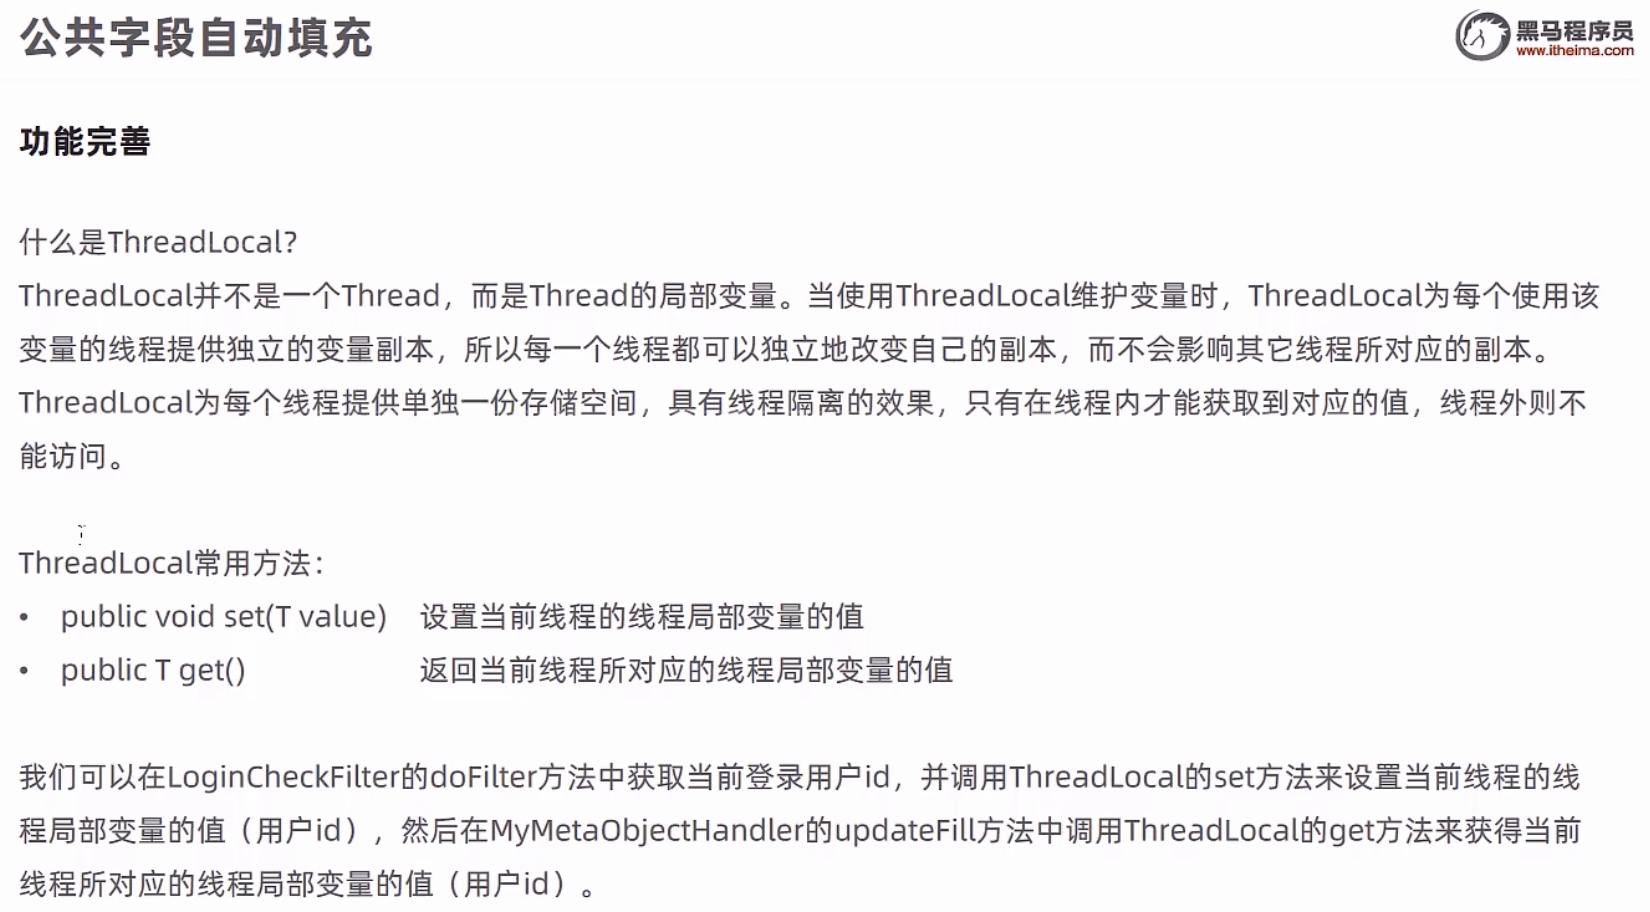 公共字段自动填充
黑马程序员
www.itheima.com
功能完善
什么是ThreadLocal?
ThreadLocal并不是一个Thread，而是Thread的局部变量。当使用ThreadLocal维护变量时，ThreadLocal为每个使用该
变量的线程提供独立的变量副本，所以每一个线程都可以独立地改变自己的副本，而不会影响其它线程所对应的副本。
ThreadLocal为每个线程提供单独一份存储空间，具有线程隔离的效果，只有在线程内才能获取到对应的值，线程外则不
能访问。
ThreadLocal常用方法：
• public void set(T value) 设置当前线程的线程局部变量的值
• public T get() 返回当前线程所对应的线程局部变量的值
我们可以在LoginCheckFilter的doFilter方法中获取当前登录用户id，并调用ThreadLocal的set方法来设置当前线程的线
程局部变量的值（用户id），然后在MyMetaObjectHandler的updateFill方法中调用ThreadLocal的get方法来获得当前
线程所对应的线程局部变量的值（用户id）。